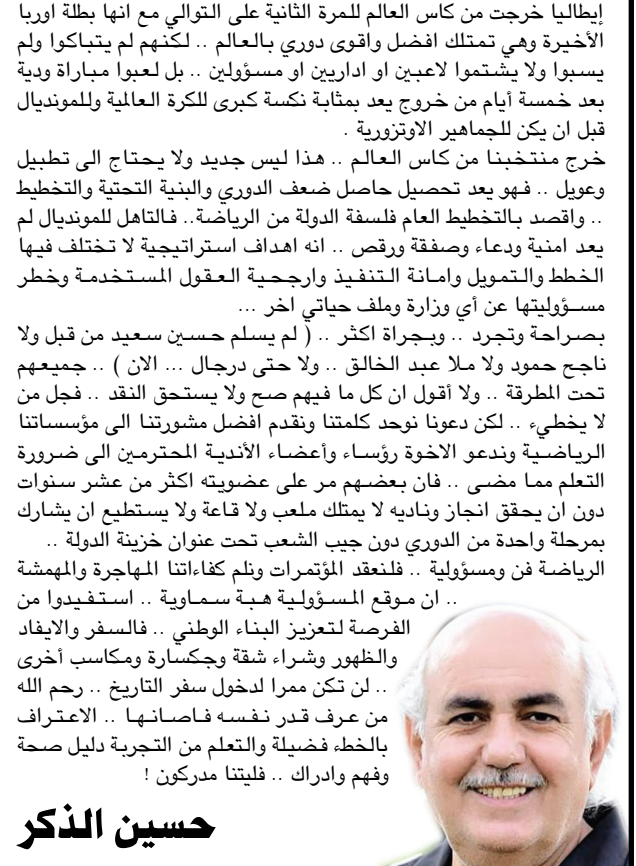 إيطاليا خرجت من كاس العالم للمرة الثانية على التوالي مع انها بطلة اوربا
الأخيرة وهي تمتلك افضل واقوى دوري بالعالم .. لكنهم لم يتباكوا ولم
يسبوا ولا يشتموا لاعبين او اداريين او مسؤولين .. بل لعبوا مباراة ودية
بعد خمسة أيام من خروج يعد بمثابة نكسة كبرى للكرة العالمية وللمونديال
قبل ان يكن للجماهير الاوتزورية .
خرج منتخبنا من كاس العالم .. هذا ليس جديد ولا يحتاج الى تطبيل
وعويل .. فهو يعد تحصيل حاصل ضعف الدوري والبنية التحتية والتخطيط
.. واقصد بالتخطيط العام فلسفة الدولة من الرياضة.. فالتاهل للمونديال لم
يعد امنية ودعاء وصفقة ورقص .. انه اهداف استراتيجية لا تختلف فيها
الخطط والتمويل وامانة التنفيذ وارجحية العقول المستخدمة وخطر
مسؤوليتها عن أي وزارة وملف حياتي اخر ...
بصراحة وتجرد .. وبجراة اكثر .. ( لم يسلم حسين سعيد من قبل ولا
ناجح حمود ولا ملا عبد الخالق .. ولا حتى درجال ... الان ) .. جميعهم
تحت المطرقة .. ولا أقول ان كل ما فيهم صح ولا يستحق النقد .. فجل من
لا يخطيء .. لكن دعونا نوحد كلمتنا ونقدم افضل مشورتنا الى مؤسساتنا
الرياضية وندعو الاخوة رؤساء وأعضاء الأندية المحترمين الى ضرورة
التعلم مما مضى .. فان بعضهم مر على عضويته اكثر من عشر سنوات
دون ان يحقق انجاز وناديه لا يمتلك ملعب ولا قاعة ولا يستطيع ان يشارك
بمرحلة واحدة من الدوري دون جيب الشعب تحت عنوان خزينة الدولة ..
الرياضة فن ومسؤولية .. فلنعقد المؤتمرات ونلم كفاءاتنا المهاجرة والمهمشة
.. ان موقع المسؤولية هبة سماوية .. استفيدوا من
الفرصة لتعزيز البناء الوطني .. فالسفر والايفاد
والظهور وشراء شقة وجكسارة ومكاسب أخرى
.. لن تكن ممرا لدخول سفر التاريخ .. رحم الله
من عرف قدر نفسه فاصانها .. الاعتراف
بالخطء فضيلة والتعلم من التجربة دليل صحة
وفهم وادراك .. فليتنا مدركون !
حسين الذكر